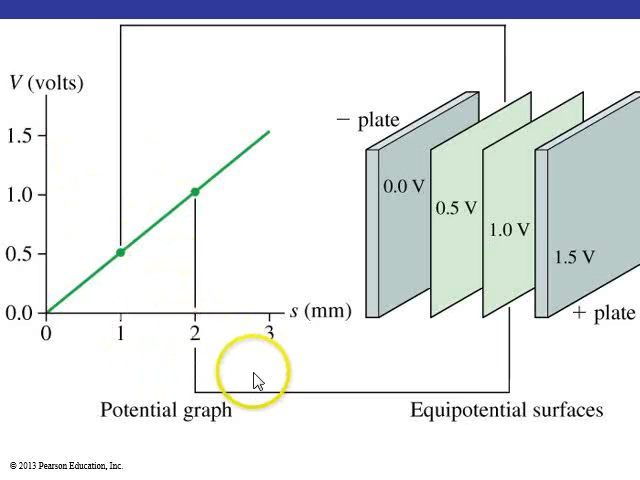 V (volts)
1.5
1.0
0.5
0.0
0 1 2 3
s (mm)
Potential graph
− plate
0.0 V
0.5 V
1.0 V
1.5 V
+ plate
Equipotential surfaces
© 2013 Pearson Education, Inc.